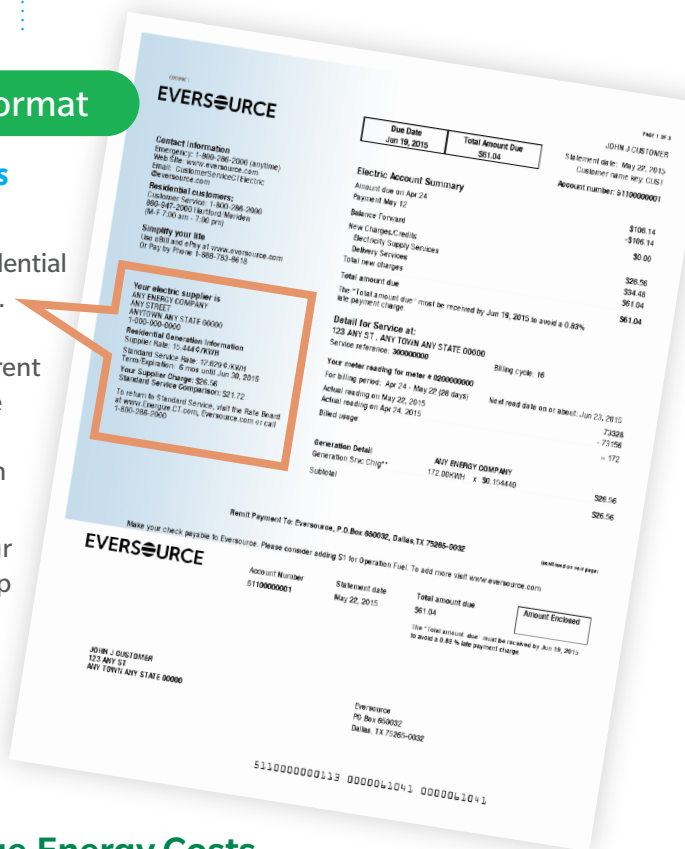 ormat
s
dential
.
rent
e
n
ur
p
EVERSOURCE
Contact Information
Emergency: 1-800-286-2000 (anytime)
Web Site: www.eversource.com
Email: CustomerServiceCTElectric
@eversource.com
Residential customers:
Customer Service: 1-800-286-2000
860-947-2000 Hartford/Meriden
(M-F 7:00 am - 7:00 pm)
Simplify your life
Use eBill and ePay at www.eversource.com
Or Pay by Phone 1-888-783-6618
Your electric supplier is
ANY ENERGY COMPANY
ANY STREET
ANYTOWN ANY STATE 00000
1-000-000-0000
Residential Generation Information
Supplier Rate: 15.444¢/KWH
Standard Service Rate: 12.629¢/KWH
Term/Expiration: 6 mos until Jun 30, 2015
Your Supplier Charge: $26.56
Standard Service Comparison: $21.72
To return to Standard Service, visit the Rate Board
at www.Energize.CT.com, Eversource.com or call
1-800-286-2000
Due Date
Jun 19, 2015
Total Amount Due
$61.04
PAGE 1 OF 3
JOHN J CUSTOMER
Statement date: May 22, 2015
Customer name key: CUST
Account number: 51100000001
Electric Account Summary
Amount due on Apr 24 $106.14
Payment May 12 -$106.14
Balance Forward $0.00
New Charges/Credits
Electricity Supply Services $26.56
Delivery Services $34.48
Total new charges $61.04
Total amount due $61.04
The "Total amount due" must be received by Jun 19, 2015 to avoid a 0.83%
late payment charge.
Detail for Service at:
123 ANY ST , ANY TOWN ANY STATE 00000
Service reference: 300000000 Billing cycle: 16
Your meter reading for meter # 0200000000
For billing period: Apr 24 - May 22 (28 days) Next read date on or about: Jun 23, 2015
Actual reading on May 22, 2015 73328
Actual reading on Apr 24, 2015 - 73156
Billed usage = 172
Generation Detail ANY ENERGY COMPANY
Generation Srvc Chrg** 172.00KWH x $0.154440 $26.56
Subtotal $26.56
(continued on next page)
Remit Payment To: Eversource, P.O.Box 650032, Dallas,TX 75265-0032
Make your check payable to Eversource. Please consider adding $1 for Operation Fuel. To add more visit www.eversource.com
EVERSOURCE
Account Number
51100000001
Statement date
May 22, 2015
Total amount due
$61.04
Amount Enclosed
The "Total amount due" must be received by Jun 19, 2015
to avoid a 0.83 % late payment charge.
JOHN J CUSTOMER
123 ANY ST
ANY TOWN ANY STATE 00000
Eversource
PO Box 650032
Dallas, TX 75265-0032
5110000000113 0000061041 0000061041
ue Energy Costs